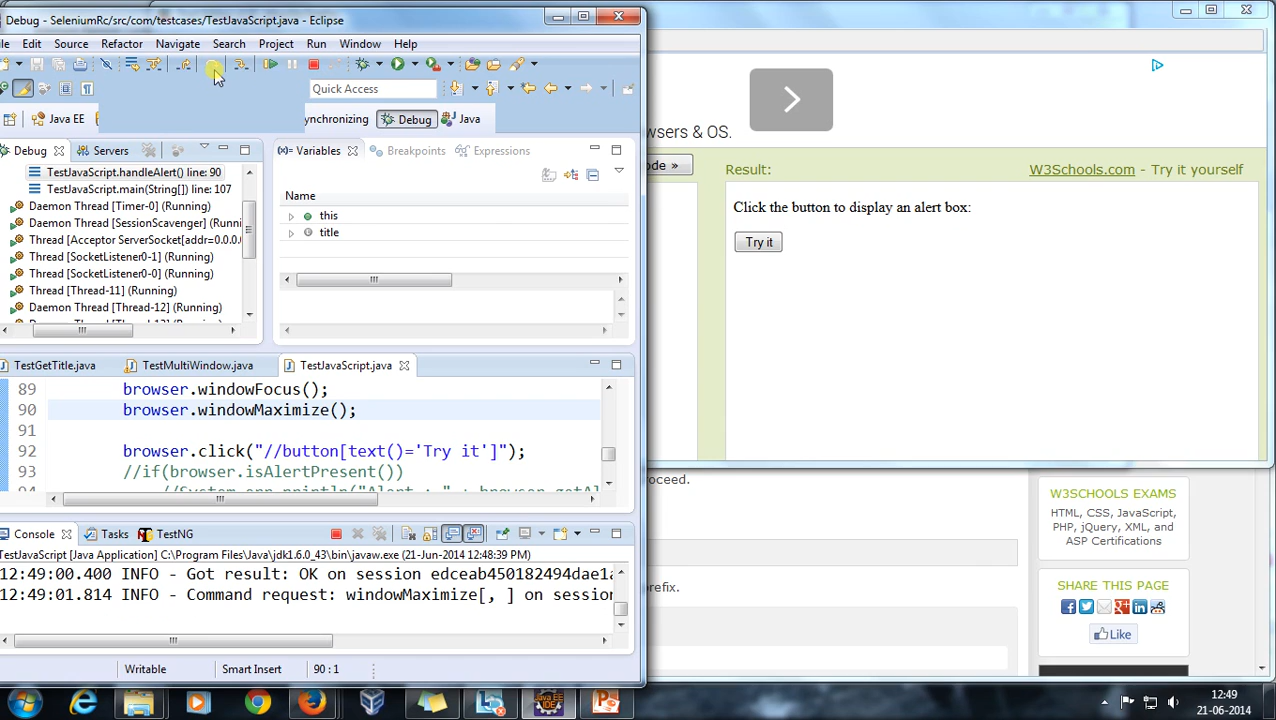 Debug - SeleniumRc/src/com/testcases/TestJavaScript.java - Eclipse
le Edit Source Refactor Navigate Search Project Run Window Help
Quick Access
Java EE
nchronizing Debug Java
Debug Servers
Variables Breakpoints Expressions
TestJavaScript.handleAlert() line: 90
TestJavaScript.main(String[]) line: 107
Daemon Thread [Timer-0] (Running)
Daemon Thread [SessionScavenger] (Runni
Thread [Acceptor ServerSocket[addr=0.0.0.
Thread [SocketListener0-1] (Running)
Thread [SocketListener0-0] (Running)
Thread [Thread-11] (Running)
Daemon Thread [Thread-12] (Running)
Name
this
title
TestGetTitle.java TestMultiWindow.java TestJavaScript.java
89 browser.windowFocus();
90 browser.windowMaximize();
91
92 browser.click("//button[text()='Try it']");
93 //if(browser.isAlertPresent())
Console Tasks TestNG
TestJavaScript [Java Application] C:\Program Files\Java\jdk1.6.0_43\bin\javaw.exe (21-Jun-2014 12:48:39 PM)
12:49:00.400 INFO - Got result: OK on session edceab450182494dae1a
12:49:01.814 INFO - Command request: windowMaximize[, ] on session
Writable Smart Insert 90 : 1
wsers & OS.
ode »
Result:
W3Schools.com - Try it yourself
Click the button to display an alert box:
Try it
roceed.
refix.
W3SCHOOLS EXAMS
HTML, CSS, JavaScript,
PHP, jQuery, XML, and
ASP Certifications
SHARE THIS PAGE
Like
12:49
21-06-2014